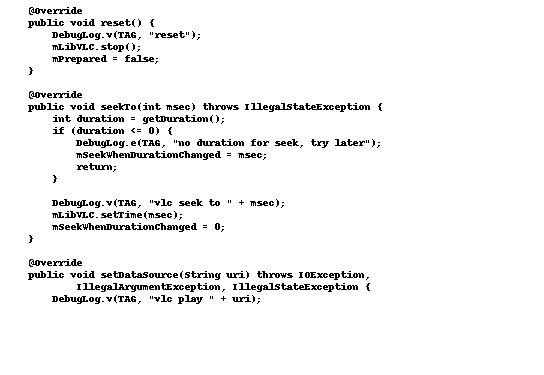 @Override
public void reset() {
DebugLog.v(TAG, "reset");
mLibVLC.stop();
mPrepared = false;
}
@Override
public void seekTo(int msec) throws IllegalStateException {
int duration = getDuration();
if (duration <= 0) {
DebugLog.e(TAG, "no duration for seek, try later");
mSeekWhenDurationChanged = msec;
return;
}
DebugLog.v(TAG, "vlc seek to " + msec);
mLibVLC.setTime(msec);
mSeekWhenDurationChanged = 0;
}
@Override
public void setDataSource(String uri) throws IOException,
IllegalArgumentException, IllegalStateException {
DebugLog.v(TAG, "vlc play " + uri);